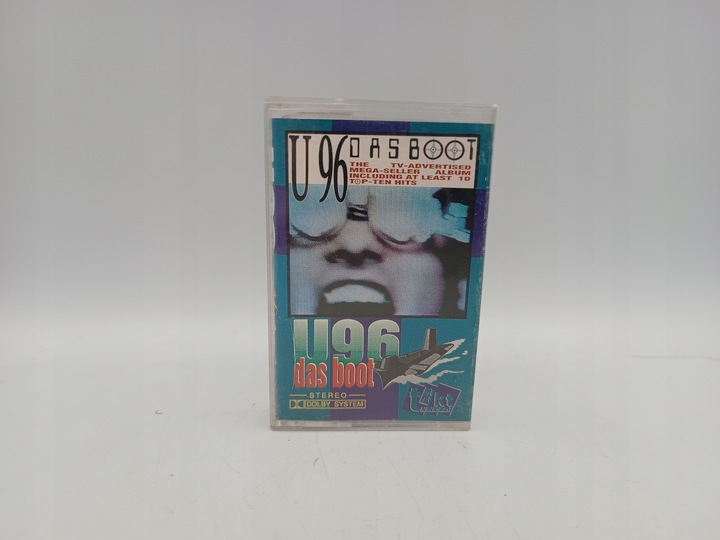 U 96 DAS BOOT
THE TV-ADVERTISED
MEGA-SELLER ALBUM
INCLUDING AT LEAST 10
TOP-TEN HITS
U96
das boot
STEREO
DOLBY SYSTEM